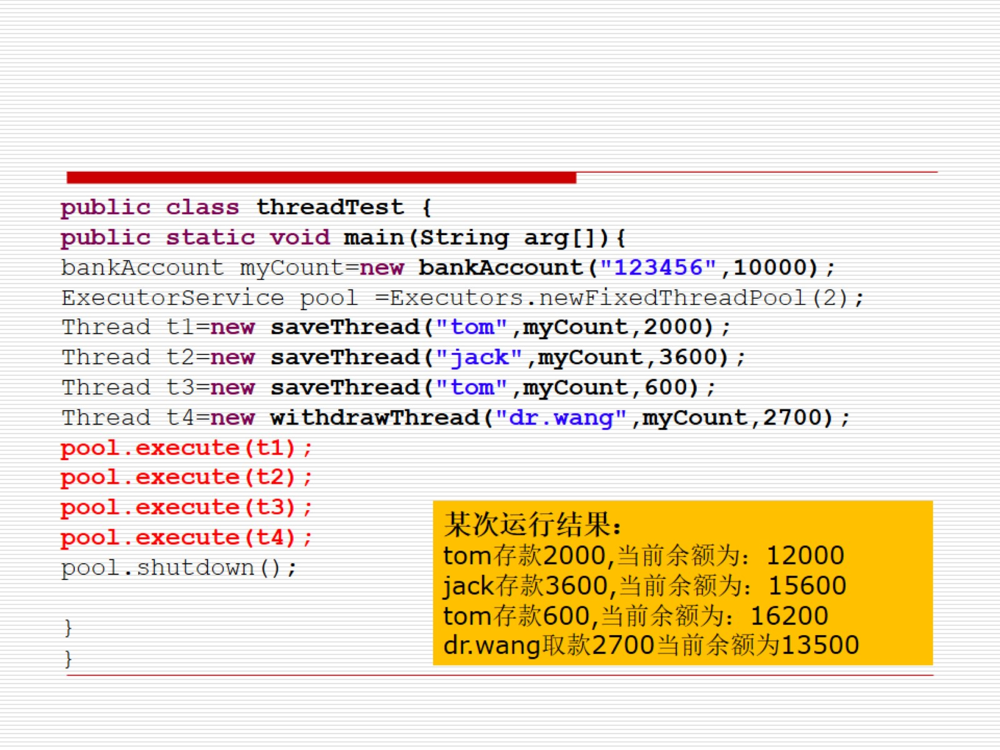 public class threadTest {
public static void main(String arg[]){
bankAccount myCount=new bankAccount("123456",10000);
ExecutorService pool =Executors.newFixedThreadPool(2);
Thread t1=new saveThread("tom",myCount,2000);
Thread t2=new saveThread("jack",myCount,3600);
Thread t3=new saveThread("tom",myCount,600);
Thread t4=new withdrawThread("dr.wang",myCount,2700);
pool.execute(t1);
pool.execute(t2);
pool.execute(t3);
pool.execute(t4);
pool.shutdown();
}
}
某次运行结果：
tom存款2000,当前余额为：12000
jack存款3600,当前余额为：15600
tom存款600,当前余额为：16200
dr.wang取款2700当前余额为13500